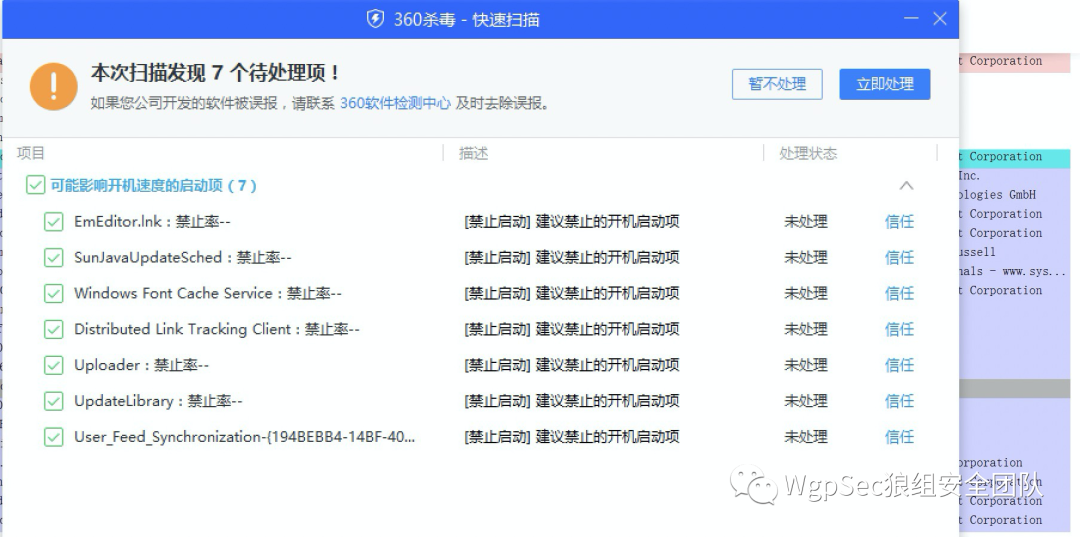 360杀毒 - 快速扫描
本次扫描发现 7 个待处理项！
如果您公司开发的软件被误报，请联系 360软件检测中心 及时去除误报。
暂不处理
立即处理
项目
描述
处理状态
可能影响开机速度的启动项（7）
EmEditor.lnk：禁止率--
[禁止启动] 建议禁止的开机启动项
未处理
信任
SunJavaUpdateSched：禁止率--
[禁止启动] 建议禁止的开机启动项
未处理
信任
Windows Font Cache Service：禁止率--
[禁止启动] 建议禁止的开机启动项
未处理
信任
Distributed Link Tracking Client：禁止率--
[禁止启动] 建议禁止的开机启动项
未处理
信任
Uploader：禁止率--
[禁止启动] 建议禁止的开机启动项
未处理
信任
UpdateLibrary：禁止率--
[禁止启动] 建议禁止的开机启动项
未处理
信任
User_Feed_Synchronization-{194BEBB4-14BF-40...
[禁止启动] 建议禁止的开机启动项
未处理
信任
t Corporation
t Corporation
Inc.
ologies GmbH
t Corporation
t Corporation
ussell
nals - www.sys...
t Corporation
orporation
t Corporation
t Corporation
WgpSec狼组安全团队